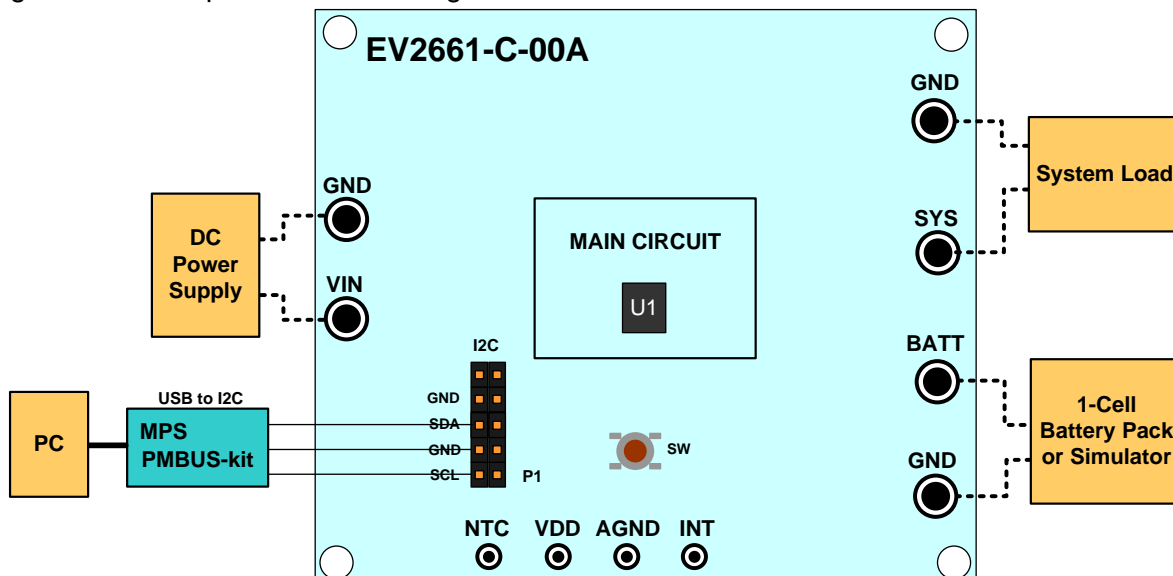 EV2661-C-00A
GND
System Load
SYS
GND
DC
Power
Supply
VIN
MAIN CIRCUIT
U1
I2C
GND
SDA
GND
SCL
P1
USB to I2C
PC
MPS
PMBUS-kit
SW
BATT
GND
1-Cell
Battery Pack
or Simulator
NTC VDD AGND INT